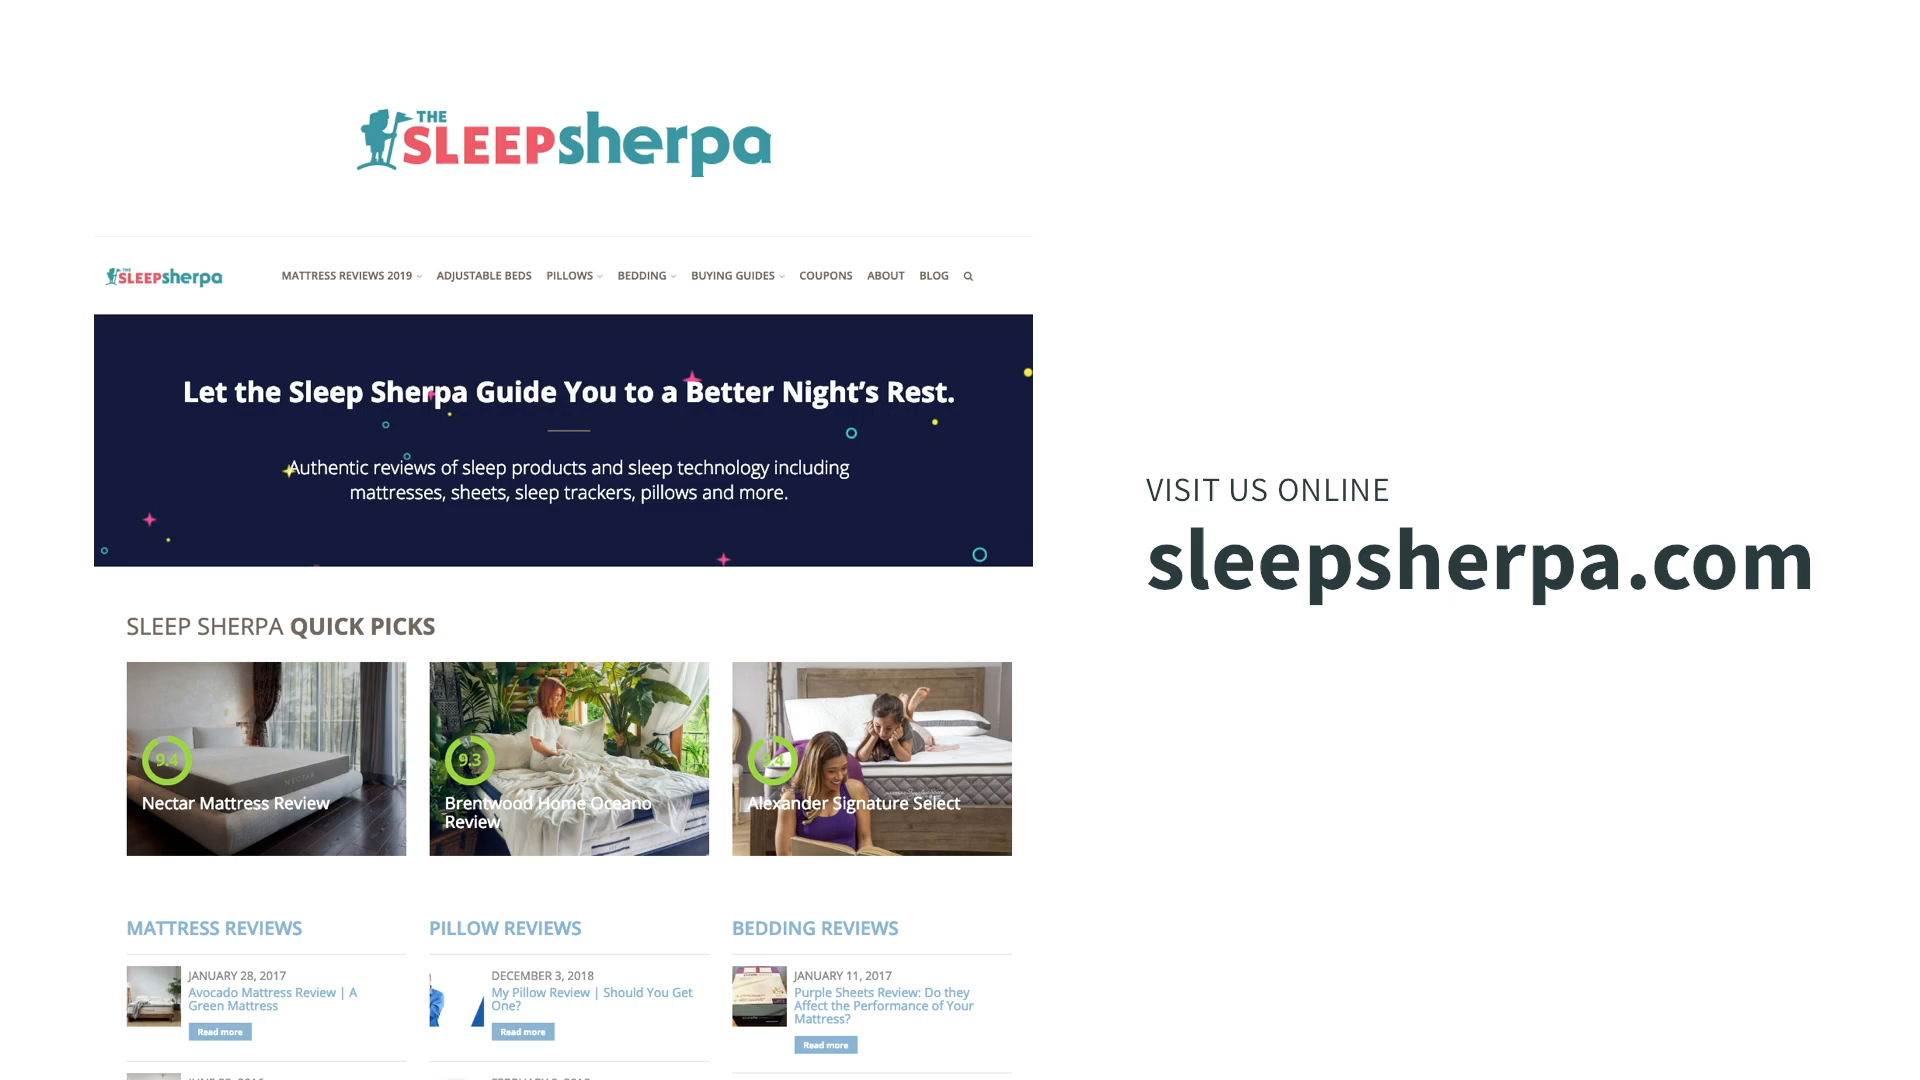 THE
SLEEPsherpa
THE
SLEEPsherpa
MATTRESS REVIEWS 2019 ADJUSTABLE BEDS PILLOWS BEDDING BUYING GUIDES COUPONS ABOUT BLOG
Let the Sleep Sherpa Guide You to a Better Night's Rest.
Authentic reviews of sleep products and sleep technology including
mattresses, sheets, sleep trackers, pillows and more.
VISIT US ONLINE
sleepsherpa.com
SLEEP SHERPA QUICK PICKS
NECTAR
9.4
Nectar Mattress Review
9.3
Brentwood Home Oceano
Review
9.4
Alexander Signature Select
MATTRESS REVIEWS
JANUARY 28, 2017
Avocado Mattress Review | A
Green Mattress
Read more
PILLOW REVIEWS
DECEMBER 3, 2018
My Pillow Review | Should You Get
One?
Read more
BEDDING REVIEWS
JANUARY 11, 2017
Purple Sheets Review: Do they
Affect the Performance of Your
Mattress?
Read more